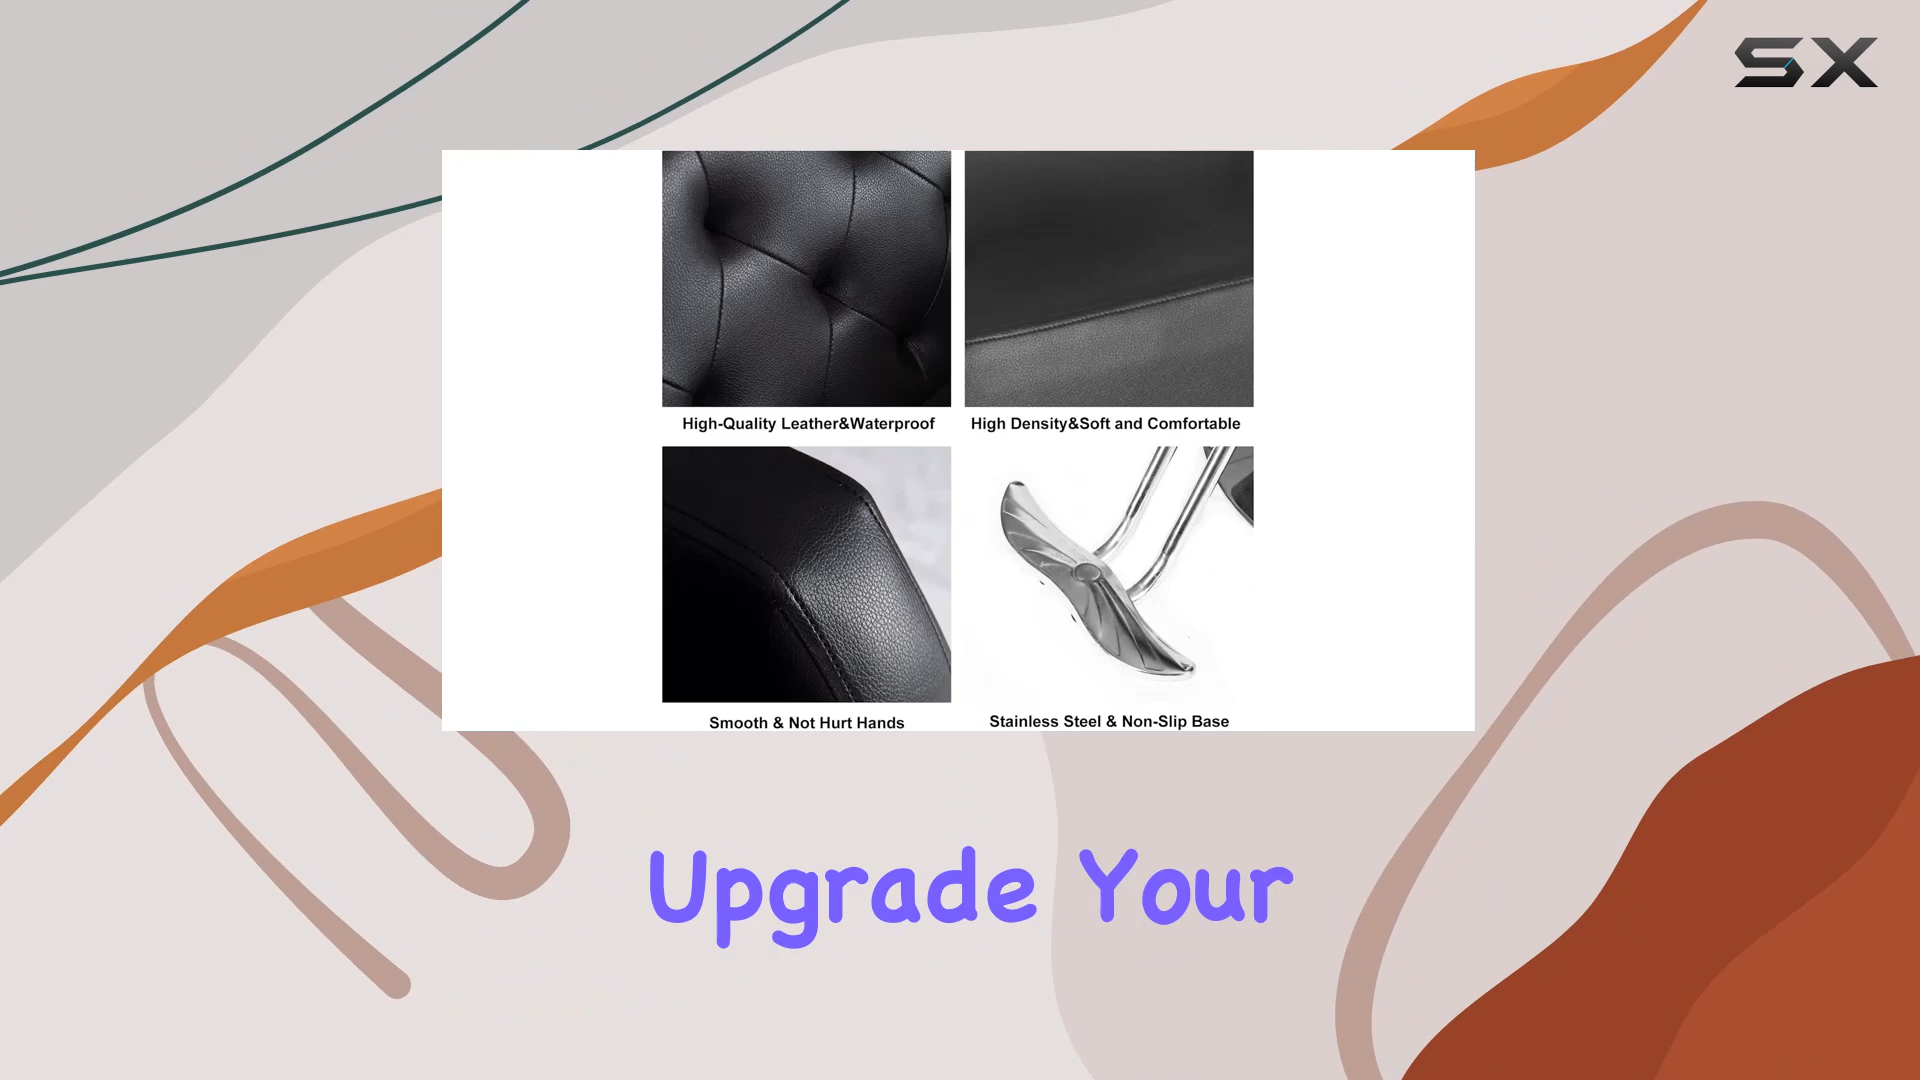 SX
High-Quality Leather&Waterproof
High Density&Soft and Comfortable
Smooth & Not Hurt Hands
Stainless Steel & Non-Slip Base
Upgrade Your